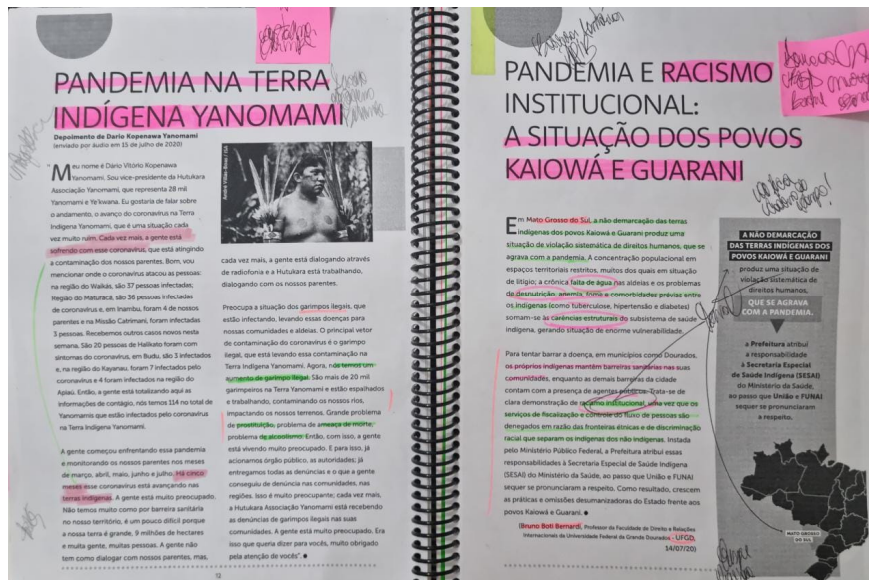 PANDEMIA NA TERRA
INDÍGENA YANOMAMI
Depoimento de Dario Kopenawa Yanomami
(enviado por áudio em 15 de julho de 2020)
"Meu nome é Dário Vitório Kopenawa
Yanomami. Sou vice-presidente da Hutukara
Associação Yanomami, que representa 28 mil
Yanomami e Ye'kwana. Eu gostaria de falar sobre
o andamento, o avanço do coronavírus na Terra
Indígena Yanomami, que é uma situação cada
vez muito ruim. Cada vez mais, a gente está
sofrendo com esse coronavírus, que está atingindo
a contaminação dos nossos parentes. Bom, vou
mencionar onde o coronavírus atacou as pessoas:
na região do Waikás, são 37 pessoas infectadas;
Região do Maturacá, são 36 pessoas infectadas
de coronavírus, e em, Inambu, foram 4 de nossos
parentes e na Missão Catrimani, foram infectadas
3 pessoas. Recebemos outros casos novos nesta
semana. São 20 pessoas de Halikato foram com
sintomas do coronavírus, em Budu, são 3 infectados
e, na região do Kayanau, foram 7 infectados pelo
coronavírus e 4 foram infectados na região do
Apiaú. Então, a gente está totalizando aqui as
informações de contágio, nós temos 114 no total de
Yanomamis que estão infectados pelo coronavírus
na Terra Indígena Yanomami.
A gente começou enfrentando essa pandemia
e monitorando os nossos parentes nos meses
de março, abril, maio, junho e julho. Há cinco
meses esse coronavírus está avançando nas
terras indígenas. A gente está muito preocupado.
Não temos muito como por barreira sanitária
no nosso território, é um pouco difícil porque
a nossa terra é grande, 9 milhões de hectares
e muita gente, muitas pessoas. A gente não
tem como dialogar com nossos parentes, mas,
André Villas-Bôas / ISA
cada vez mais, a gente está dialogando através
de radiofonia e a Hutukara está trabalhando,
dialogando com os nossos parentes.
Preocupa a situação dos garimpos ilegais, que
estão infectando, levando essas doenças para
nossas comunidades e aldeias. O principal vetor
de contaminação do coronavírus é o garimpo
ilegal, que está levando essa contaminação na
Terra Indígena Yanomami. Agora, nós temos um
aumento de garimpo ilegal. São mais de 20 mil
garimpeiros na Terra Yanomami e estão espalhados
e trabalhando, contaminando os nossos rios,
impactando os nossos terrenos. Grande problema
de prostituição, problema de ameaça de morte,
problema de alcoolismo. Então, com isso, a gente
está vivendo muito preocupado. E para isso, já
acionamos órgão público, as autoridades; já
entregamos todas as denúncias e o que a gente
conseguiu de denúncia nas comunidades, nas
regiões. Isso é muito preocupante; cada vez mais,
a Hutukara Associação Yanomami está recebendo
as denúncias de garimpos ilegais nas suas
comunidades. A gente está muito preocupado. Era
isso que queria dizer para vocês, muito obrigado
pela atenção de vocês". ●
PANDEMIA E RACISMO
INSTITUCIONAL:
A SITUAÇÃO DOS POVOS
KAIOWÁ E GUARANI
Em Mato Grosso do Sul, a não demarcação das terras
indígenas dos povos Kaiowá e Guarani produz uma
situação de violação sistemática de direitos humanos, que se
agrava com a pandemia. A concentração populacional em
espaços territoriais restritos, muitos dos quais em situação
de litígio; a crônica falta de água nas aldeias e os problemas
de desnutrição, anemia, fome e comorbidades prévias entre
os indígenas (como tuberculose, hipertensão e diabetes)
somam-se às carências estruturais do subsistema de saúde
indígena, gerando situação de enorme vulnerabilidade.
Para tentar barrar a doença, em municípios como Dourados,
os próprios indígenas mantêm barreiras sanitárias nas suas
comunidades, enquanto as demais barreiras da cidade
contam com a presença de agentes públicos. Trata-se de
clara demonstração de racismo institucional, uma vez que os
serviços de fiscalização e controle do fluxo de pessoas são
denegados em razão das fronteiras étnicas e de discriminação
racial que separam os indígenas dos não indígenas. Instada
pelo Ministério Público Federal, a Prefeitura atribui essas
responsabilidades à Secretaria Especial de Saúde Indígena
(SESAI) do Ministério da Saúde, ao passo que União e FUNAI
sequer se pronunciaram a respeito. Como resultado, crescem
as práticas e omissões desumanizadoras do Estado frente aos
povos Kaiowá e Guarani. ●
(Bruno Boti Bernardi, Professor da Faculdade de Direito e Relações
Internacionais da Universidade Federal da Grande Dourados - UFGD,
14/07/20)
A NÃO DEMARCAÇÃO
DAS TERRAS INDÍGENAS DOS
POVOS KAIOWÁ E GUARANI
produz uma situação de
violação sistemática de
direitos humanos,
QUE SE AGRAVA
COM A PANDEMIA.
A Prefeitura atribui
a responsabilidade
à Secretaria Especial
de Saúde Indígena (SESAI)
do Ministério da Saúde,
ao passo que União e FUNAI
sequer se pronunciaram
a respeito.
MATO GROSSO
DO SUL